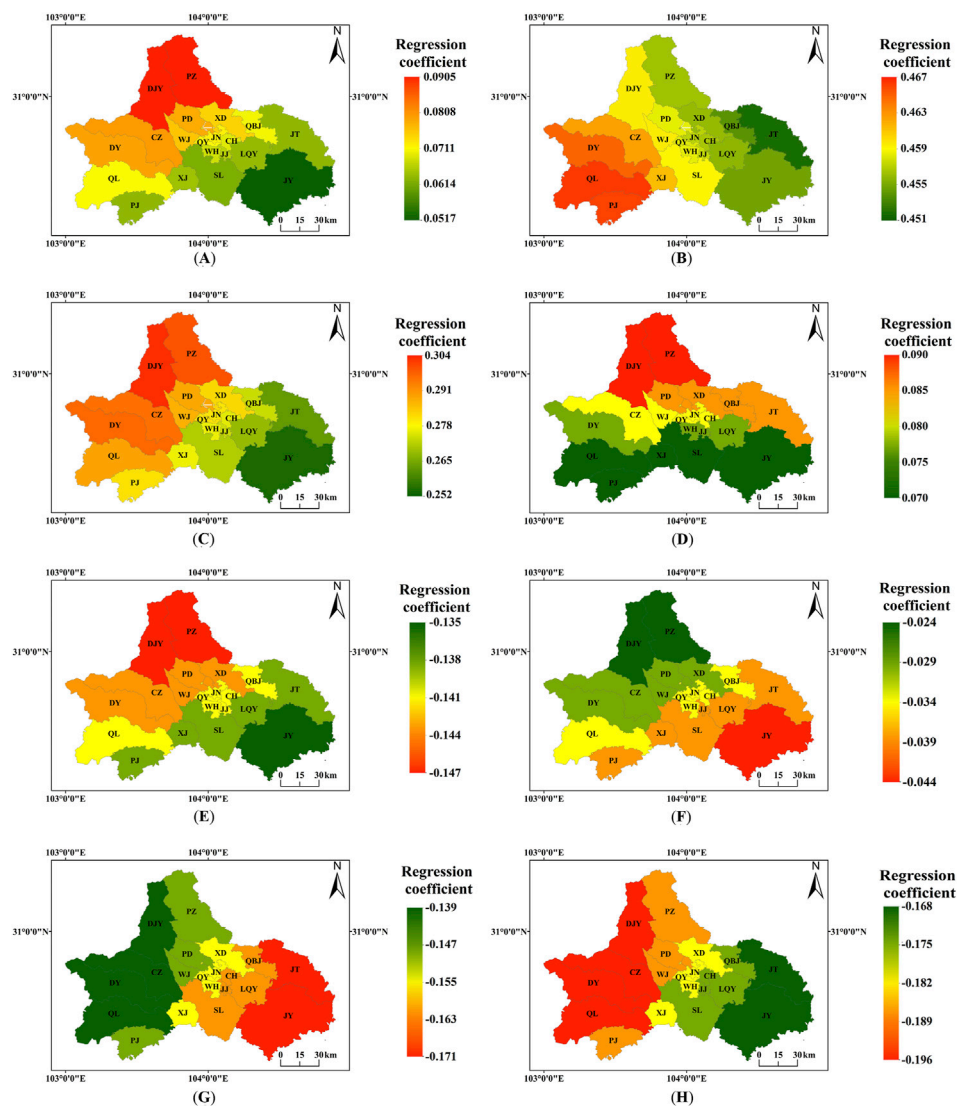 103°0'0"E 104°0'0"E
N
Regression
coefficient
0.0905
0.0808
0.0711
0.0614
0.0517
31°0'0"N
PZ
DJY
PD XD
QBJ JT
CZ WJ QY JN CH
DY WH JJ LQY
QL XJ SL JY
PJ
0 15 30 km
103°0'0"E 104°0'0"E
(A)
103°0'0"E 104°0'0"E
N
Regression
coefficient
0.467
0.463
0.459
0.455
0.451
31°0'0"N
PZ
DJY
PD XD
QBJ JT
CZ WJ QY JN CH
DY WH JJ LQY
QL XJ SL JY
PJ
0 15 30 km
103°0'0"E 104°0'0"E
(B)
103°0'0"E 104°0'0"E
N
Regression
coefficient
0.304
0.291
0.278
0.265
0.252
31°0'0"N
PZ
DJY
PD XD
QBJ JT
CZ WJ QY JN CH
DY WH JJ LQY
QL XJ SL JY
PJ
0 15 30 km
103°0'0"E 104°0'0"E
(C)
103°0'0"E 104°0'0"E
N
Regression
coefficient
0.090
0.085
0.080
0.075
0.070
31°0'0"N
PZ
DJY
PD XD
QBJ JT
CZ WJ QY JN CH
DY WH JJ LQY
QL XJ SL JY
PJ
0 15 30 km
103°0'0"E 104°0'0"E
(D)
103°0'0"E 104°0'0"E
N
Regression
coefficient
-0.135
-0.138
-0.141
-0.144
-0.147
31°0'0"N
PZ
DJY
PD XD
QBJ JT
CZ WJ QY JN CH
DY WH JJ LQY
QL XJ SL JY
PJ
0 15 30 km
103°0'0"E 104°0'0"E
(E)
103°0'0"E 104°0'0"E
N
Regression
coefficient
-0.024
-0.029
-0.034
-0.039
-0.044
31°0'0"N
PZ
DJY
PD XD
QBJ JT
CZ WJ QY JN CH
DY WH JJ LQY
QL XJ SL JY
PJ
0 15 30 km
103°0'0"E 104°0'0"E
(F)
103°0'0"E 104°0'0"E
N
Regression
coefficient
-0.139
-0.147
-0.155
-0.163
-0.171
31°0'0"N
PZ
DJY
PD XD
QBJ JT
CZ WJ QY JN CH
DY WH JJ LQY
QL XJ SL JY
PJ
0 15 30 km
103°0'0"E 104°0'0"E
(G)
103°0'0"E 104°0'0"E
N
Regression
coefficient
-0.168
-0.175
-0.182
-0.189
-0.196
31°0'0"N
PZ
DJY
PD XD
QBJ JT
CZ WJ QY JN CH
DY WH JJ LQY
QL XJ SL JY
PJ
0 15 30 km
103°0'0"E 104°0'0"E
(H)